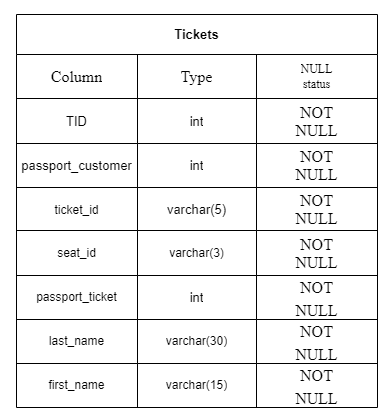 Tickets
Column Type NULL
status
TID int NOT
NULL
passport_customer int NOT
NULL
ticket_id varchar(5) NOT
NULL
seat_id varchar(3) NOT
NULL
passport_ticket int NOT
NULL
last_name varchar(30) NOT
NULL
first_name varchar(15) NOT
NULL